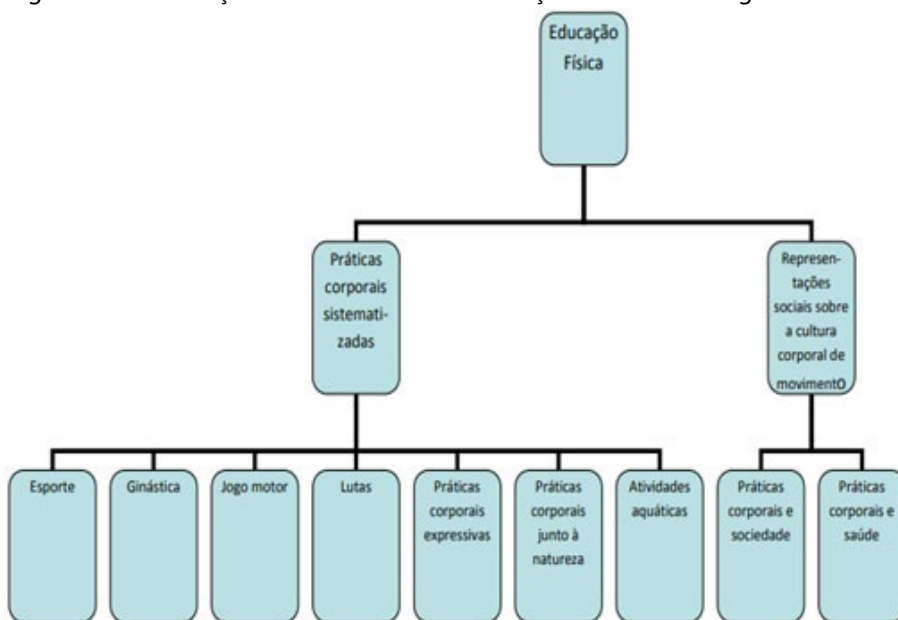 Educação
Física
Práticas
corporais
sistemati-
zadas
Represen-
tações
sociais sobre
a cultura
corporal de
movimento
Esporte
Ginástica
Jogo motor
Lutas
Práticas
corporais
expressivas
Práticas
corporais
junto à
natureza
Atividades
aquáticas
Práticas
corporais e
sociedade
Práticas
corporais e
saúde